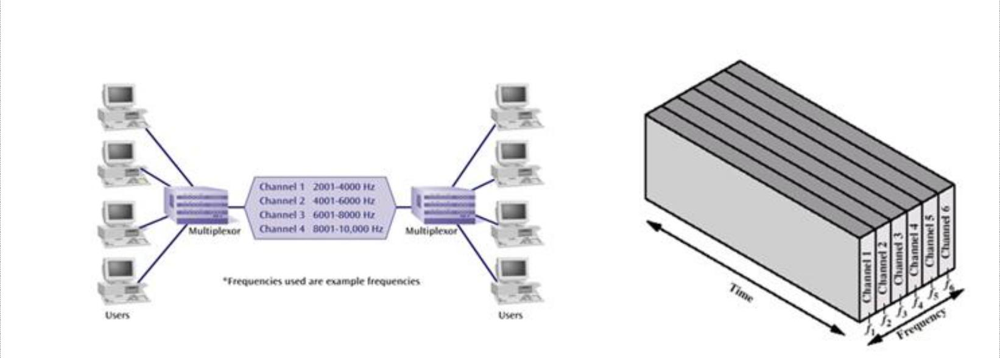 Channel 1 2001-4000 Hz
Channel 2 4001-6000 Hz
Channel 3 6001-8000 Hz
Channel 4 8001-10,000 Hz
Multiplexor
Multiplexor
*Frequencies used are example frequencies
Users
Users
Channel 1
Channel 2
Channel 3
Channel 4
Channel 5
Channel 6
f1
f2
f3
f4
f5
f6
Time
Frequency